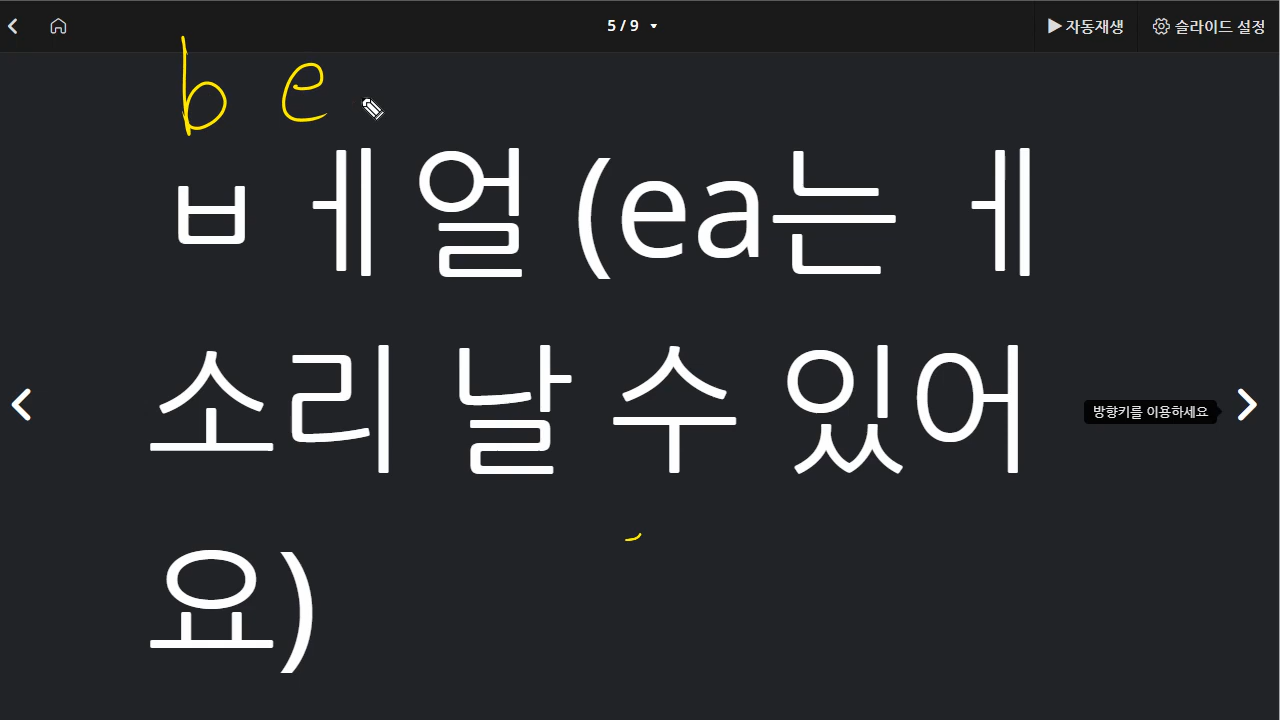 5 / 9
자동재생
슬라이드 설정
b e
ㅂ ㅔ 얼 (ea는 ㅔ
소리 날 수 있어
요)
방향키를 이용하세요